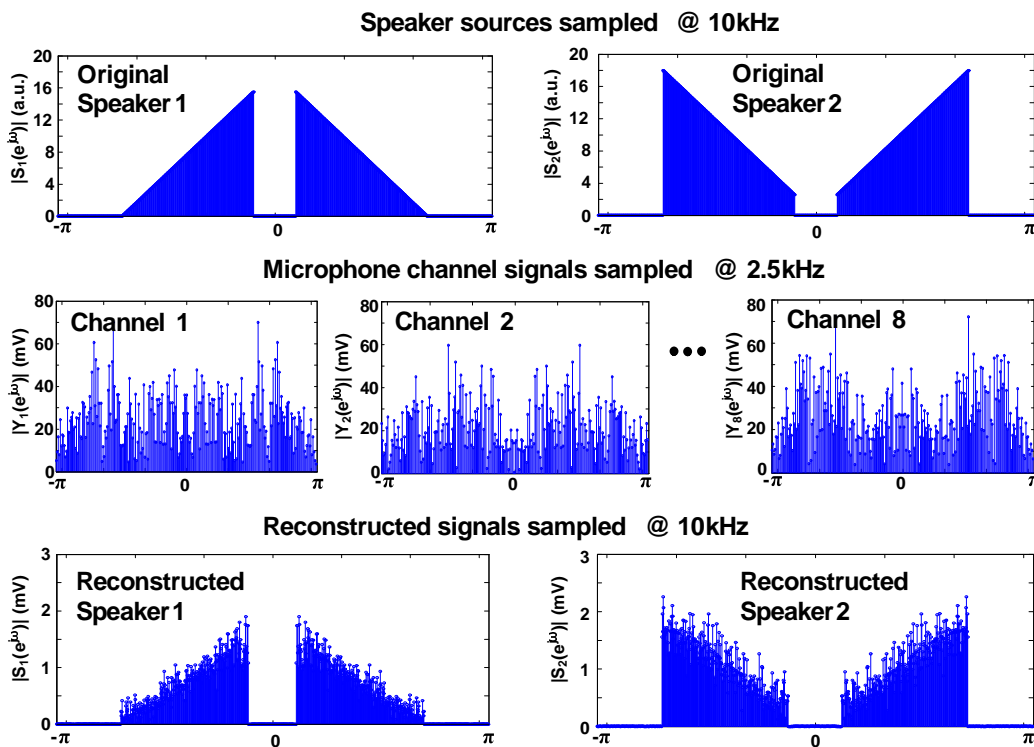 Speaker sources sampled @ 10kHz
Original
Speaker 1
|S₁(e^jω)| (a.u.)
20
16
12
8
4
0
-π
0
π
Original
Speaker 2
|S₂(e^jω)| (a.u.)
20
16
12
8
4
0
-π
0
π
Microphone channel signals sampled @ 2.5kHz
Channel 1
|Y₁(e^jω)| (mV)
80
60
40
20
0
-π
0
π
Channel 2
|Y₂(e^jω)| (mV)
80
60
40
20
0
-π
0
π
•••
Channel 8
|Y₈(e^jω)| (mV)
80
60
40
20
0
-π
0
π
Reconstructed signals sampled @ 10kHz
Reconstructed
Speaker 1
|S₁(e^jω)| (mV)
3
2
1
0
-π
0
π
Reconstructed
Speaker 2
|S₂(e^jω)| (mV)
3
2
1
0
-π
0
π